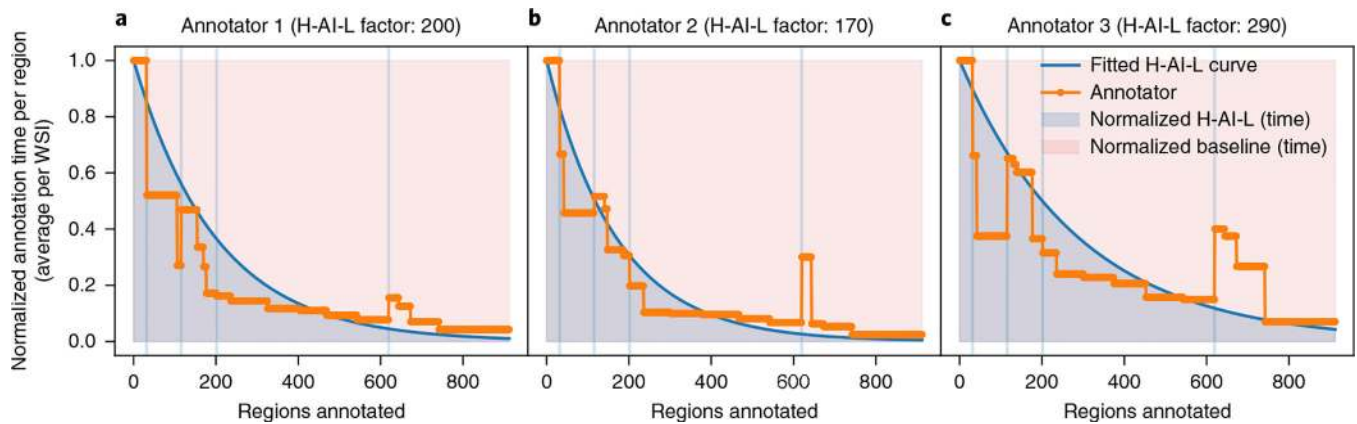 a Annotator 1 (H-AI-L factor: 200)
b Annotator 2 (H-AI-L factor: 170)
c Annotator 3 (H-AI-L factor: 290)
Normalized annotation time per region
(average per WSI)
1.0
0.8
0.6
0.4
0.2
0.0
Fitted H-AI-L curve
Annotator
Normalized H-AI-L (time)
Normalized baseline (time)
0 200 400 600 800
0 200 400 600 800
0 200 400 600 800
Regions annotated
Regions annotated
Regions annotated